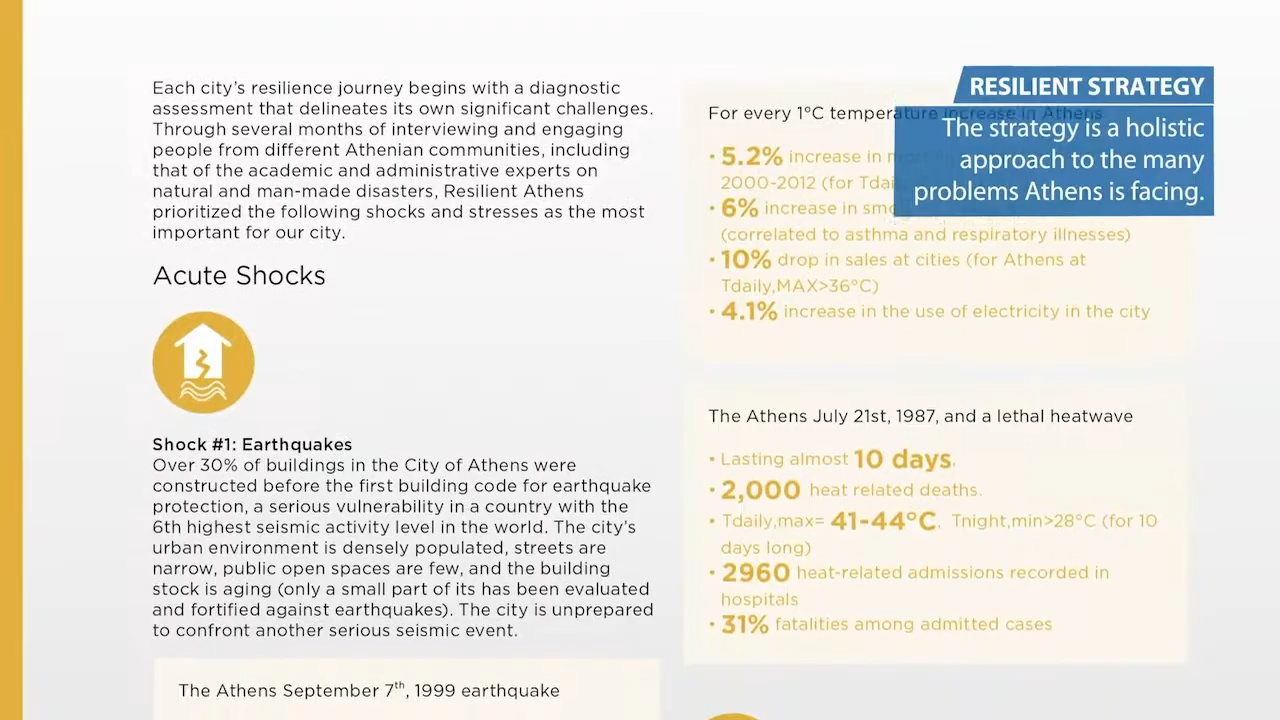 Each city's resilience journey begins with a diagnostic
assessment that delineates its own significant challenges.
Through several months of interviewing and engaging
people from different Athenian communities, including
that of the academic and administrative experts on
natural and man-made disasters, Resilient Athens
prioritized the following shocks and stresses as the most
important for our city.
Acute Shocks
Shock #1: Earthquakes
Over 30% of buildings in the City of Athens were
constructed before the first building code for earthquake
protection, a serious vulnerability in a country with the
6th highest seismic activity level in the world. The city's
urban environment is densely populated, streets are
narrow, public open spaces are few, and the building
stock is aging (only a small part of its has been evaluated
and fortified against earthquakes). The city is unprepared
to confront another serious seismic event.
The Athens September 7th, 1999 earthquake
RESILIENT STRATEGY
The strategy is a holistic
approach to the many
problems Athens is facing.
For every 1°C temperature increase in Athens
• 5.2% increase in
2000-2012 (for
• 6% increase in
(correlated to asthma and respiratory illnesses)
• 10% drop in sales at cities (for Athens at
Tdaily,MAX>36°C)
• 4.1% increase in the use of electricity in the city
The Athens July 21st, 1987, and a lethal heatwave
• Lasting almost 10 days.
• 2,000 heat related deaths.
• Tdaily,max= 41-44°C. Tnight,min>28°C (for 10
days long)
• 2960 heat-related admissions recorded in
hospitals
• 31% fatalities among admitted cases